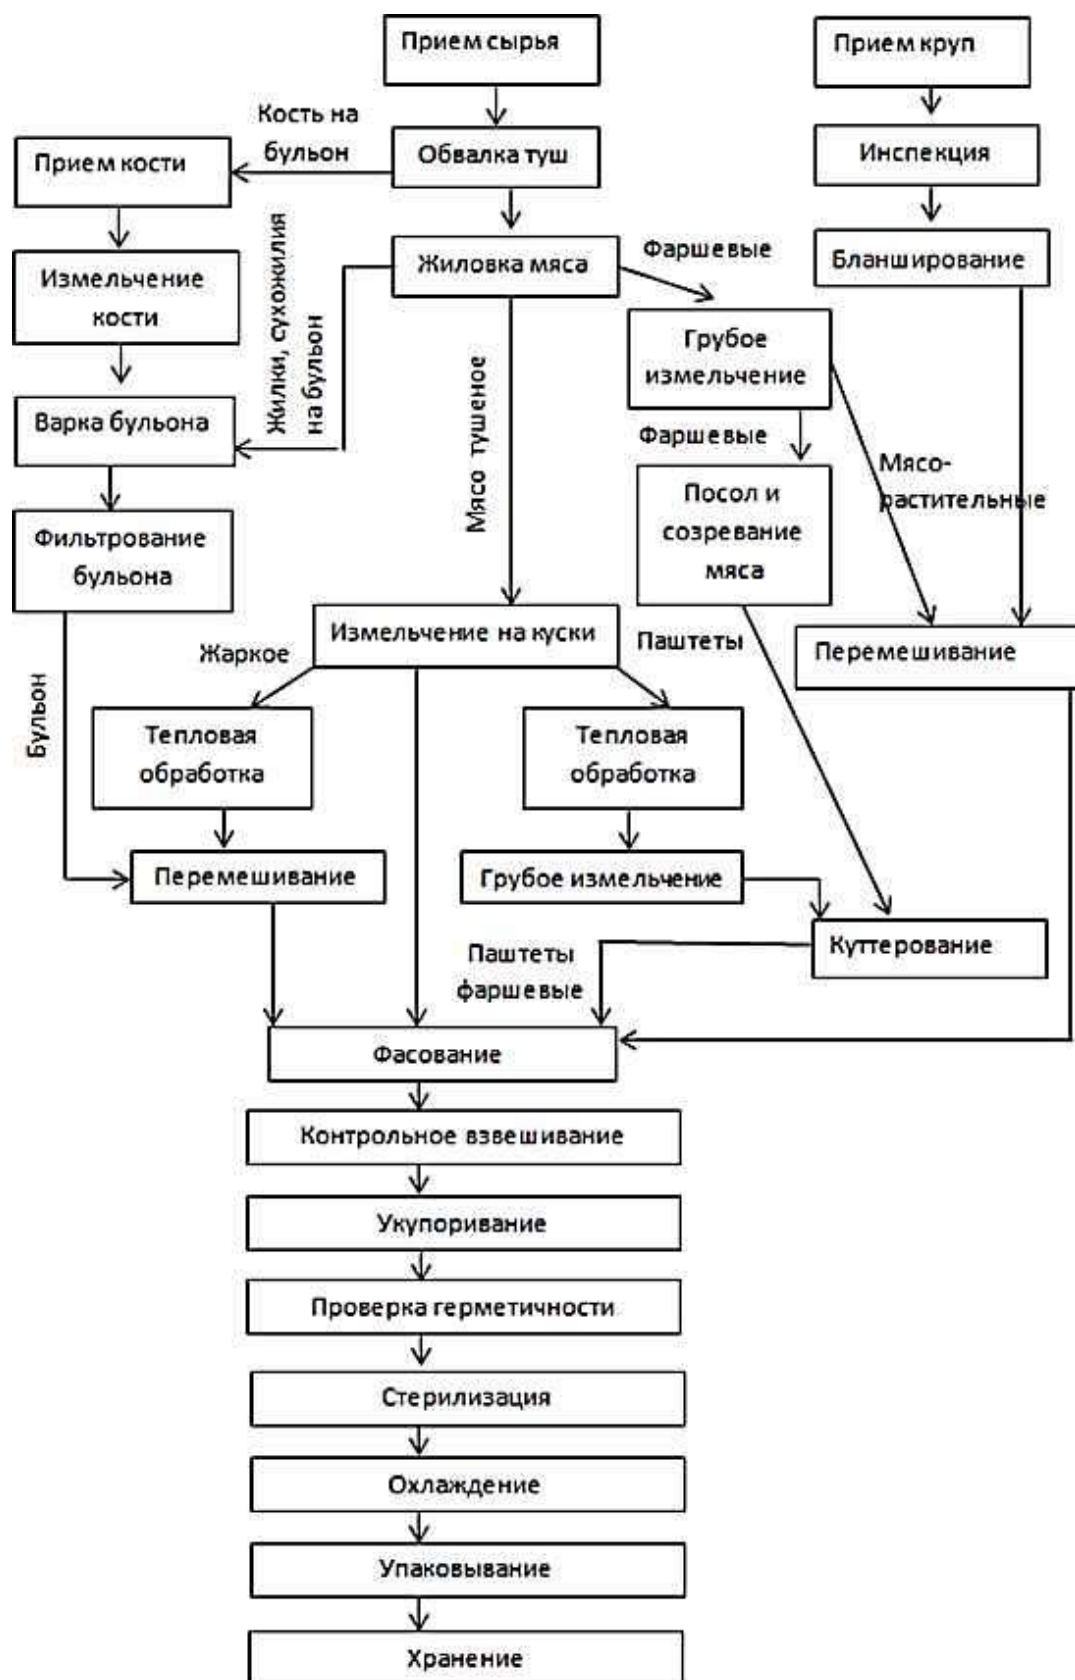 Прием сырья
Прием круп
Кость на
бульон
Прием кости
Обвалка туш
Инспекция
Жиловка мяса
Фаршевые
Бланширование
Измельчение
кости
Жилки, сухожилия
на бульон
Мясо тушеное
Грубое
измельчение
Варка бульона
Фаршевые
Мясо-
растительные
Посол и
созревание
мяса
Фильтрование
бульона
Измельчение на куски
Паштеты
Перемешивание
Жаркое
Бульон
Тепловая
обработка
Тепловая
обработка
Перемешивание
Грубое измельчение
Куттерование
Паштеты
фаршевые
Фасование
Контрольное взвешивание
Укупоривание
Проверка герметичности
Стерилизация
Охлаждение
Упаковывание
Хранение